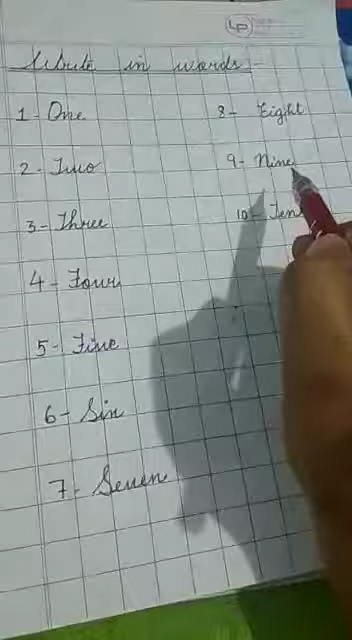 Write in words -
1 - One
2 - Two
3 - Three
4 - Four
5 - Five
6 - Six
7 - Seven
8 - Eight
9 - Nine
10 - Ten